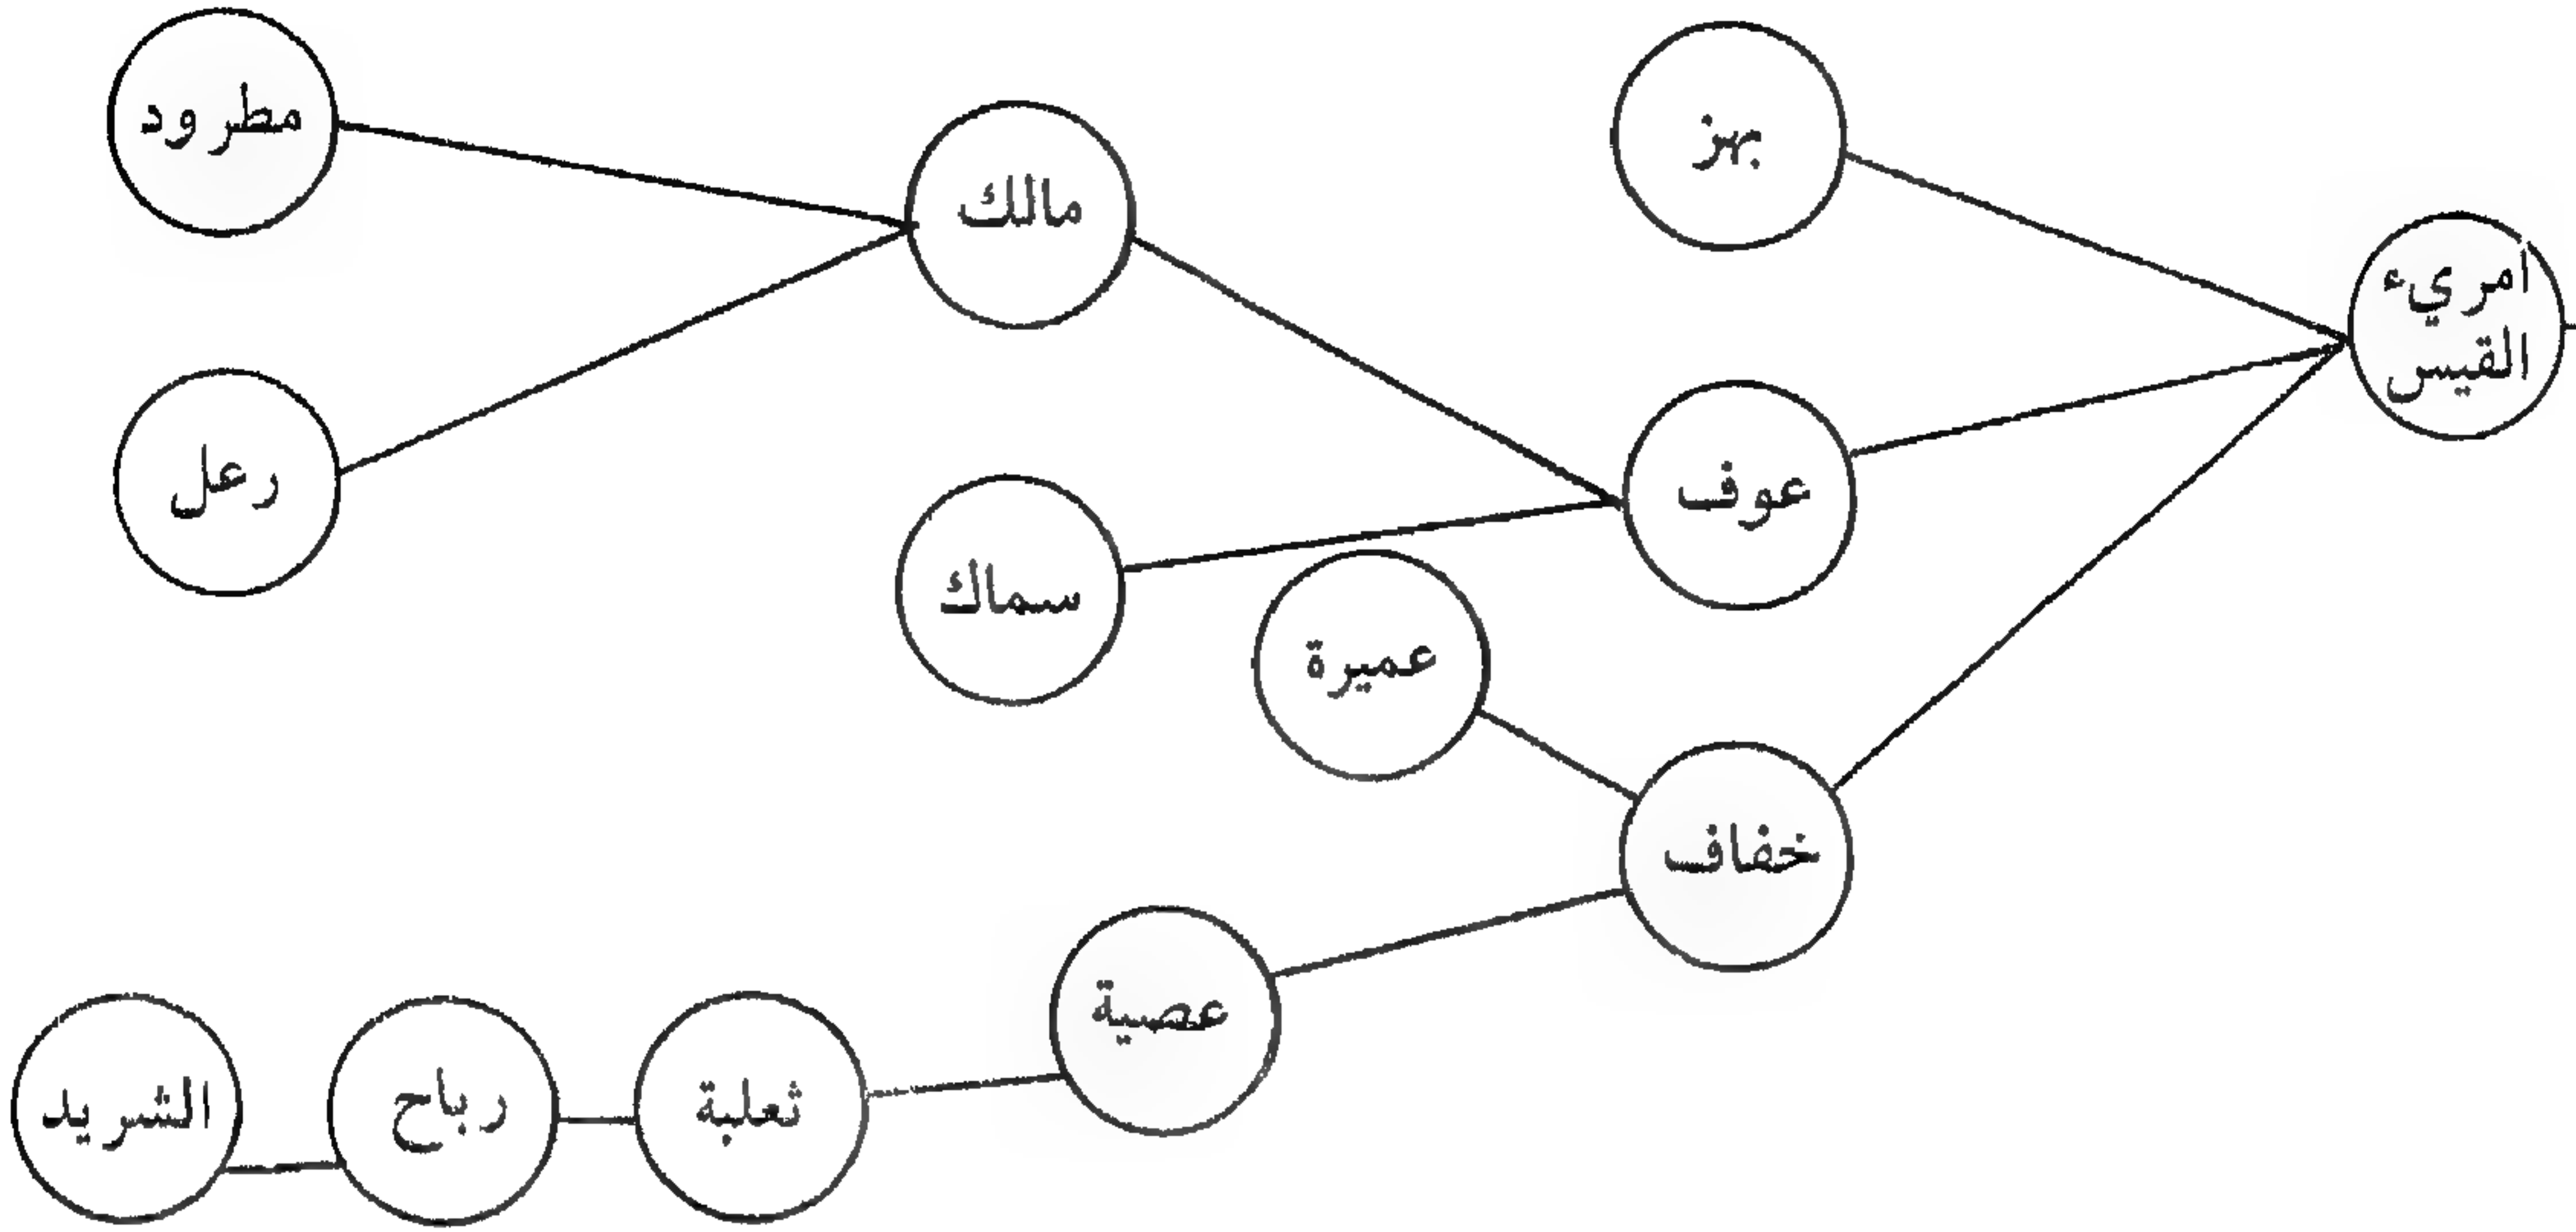 امريء
القيس
بهز
عوف
خفاف
مالك
سماك
عميرة
عصية
مطرود
رعل
ثعلبة
رباح
الشريد